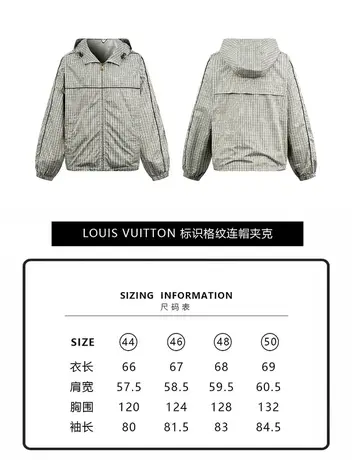 LOUIS VUITTON 标识格纹连帽夹克
SIZING INFORMATION
尺码表
SIZE 44 46 48 50
衣长 66 67 68 69
肩宽 57.5 58.5 59.5 60.5
胸围 120 124 128 132
袖长 80 81.5 83 84.5